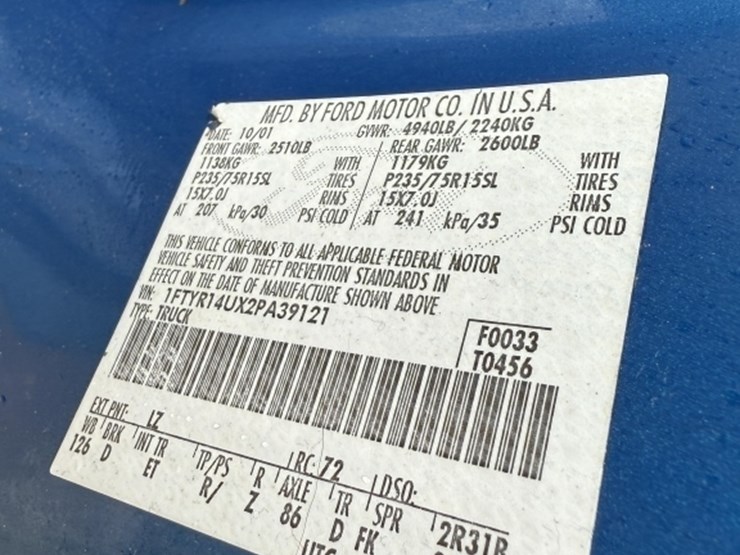 MFD. BY FORD MOTOR CO. IN U.S.A.
DATE: 10/01 GVWR: 4940LB/ 2240KG
FRONT GAWR: 2510LB REAR GAWR: 2600LB
1138KG WITH 1179KG WITH
P235/75R15SL TIRES P235/75R15SL TIRES
15X7.0J RIMS 15X7.0J RIMS
AT 207 kPa/30 PSI COLD AT 241 kPa/35 PSI COLD
THIS VEHICLE CONFORMS TO ALL APPLICABLE FEDERAL MOTOR
VEHICLE SAFETY AND THEFT PREVENTION STANDARDS IN
EFFECT ON THE DATE OF MANUFACTURE SHOWN ABOVE
VIN: 1FTYR14UX2PA39121
TYPE: TRUCK
F0033
T0456
EXT PNT: LZ RC: 72 DSO:
WB BRK INT TR TP/PS R AXLE TR SPR 2R31B
126 D ET R/ Z 86 D FK
UTC